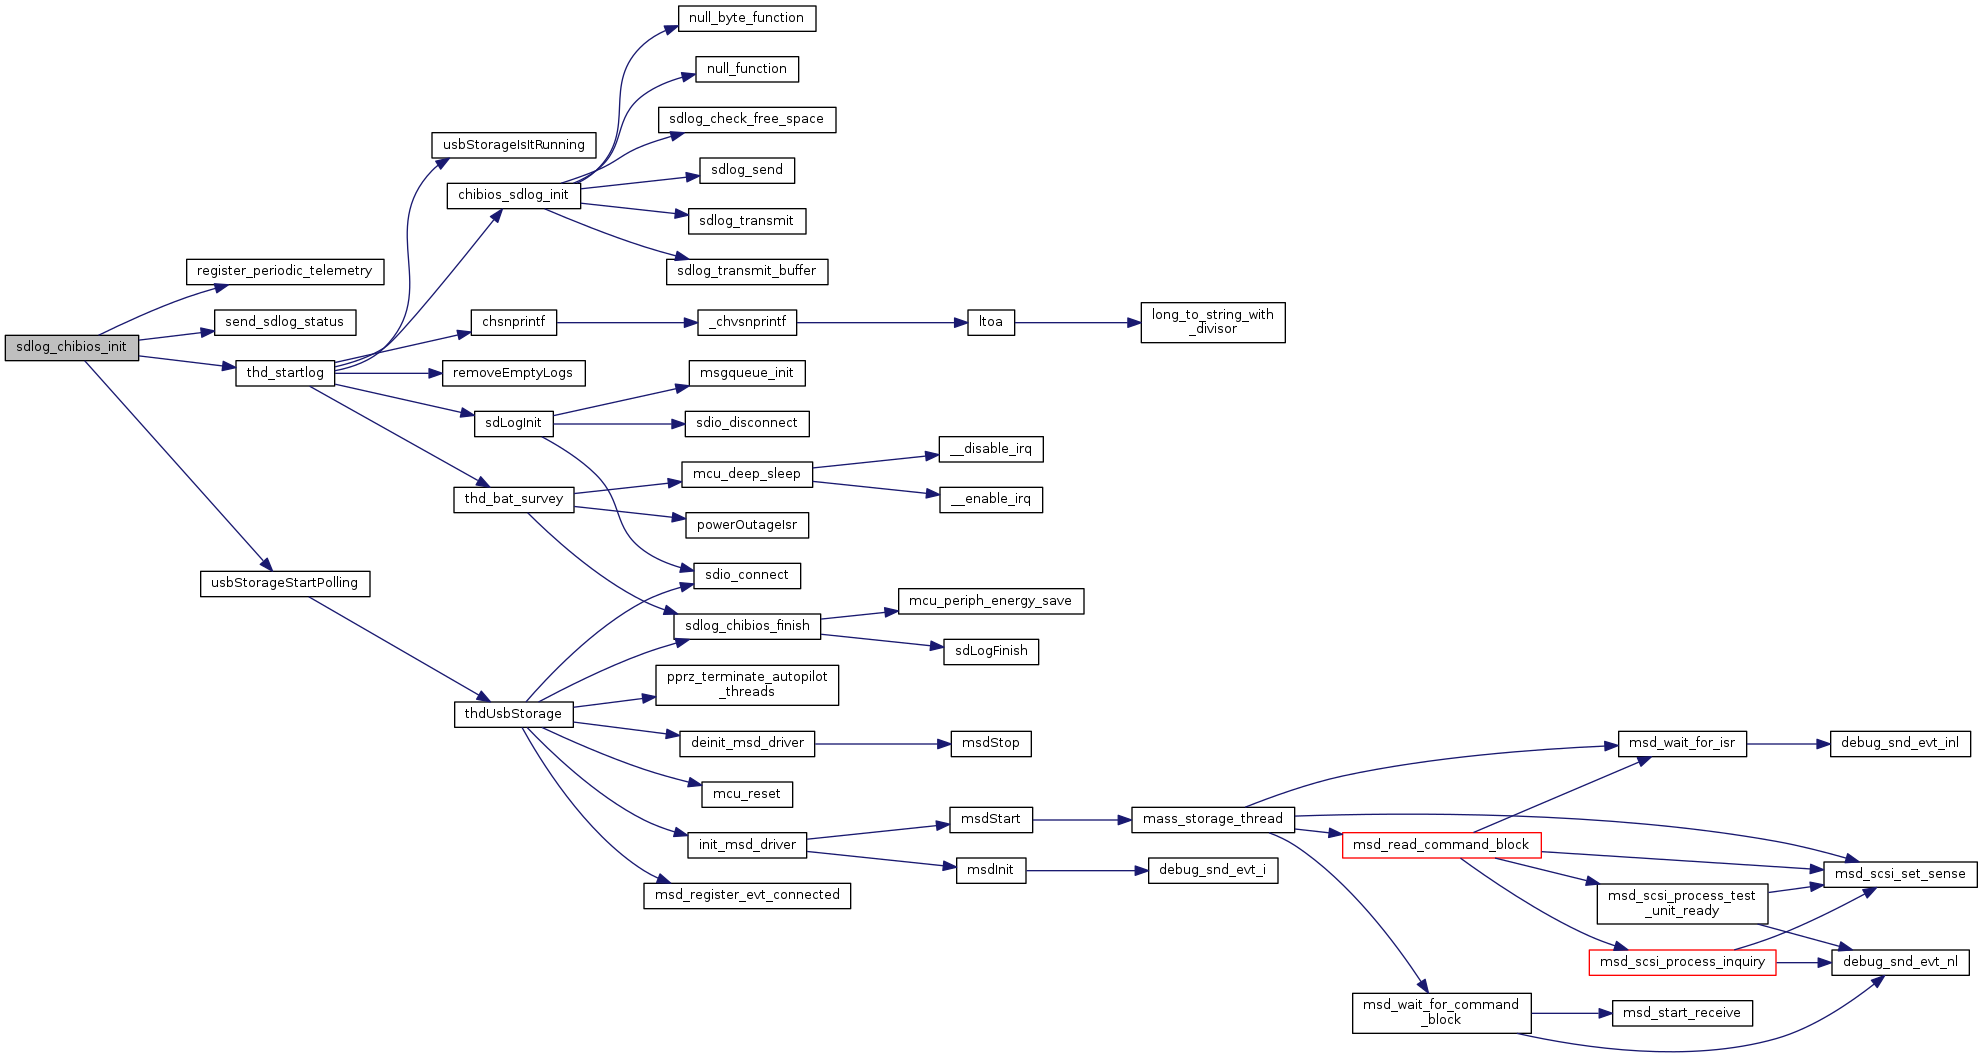 null_byte_function
null_function
sdlog_check_free_space
usbStorageIsItRunning
sdlog_send
chibios_sdlog_init
sdlog_transmit
register_periodic_telemetry
sdlog_transmit_buffer
send_sdlog_status
chsnprintf
_chvsnprintf
ltoa
long_to_string_with
_divisor
sdlog_chibios_init
thd_startlog
removeEmptyLogs
msgqueue_init
sdLogInit
sdio_disconnect
__disable_irq
mcu_deep_sleep
thd_bat_survey
__enable_irq
powerOutageIsr
usbStorageStartPolling
sdio_connect
mcu_periph_energy_save
sdlog_chibios_finish
sdLogFinish
pprz_terminate_autopilot
_threads
thdUsbStorage
deinit_msd_driver
msdStop
msd_wait_for_isr
debug_snd_evt_inl
mcu_reset
msdStart
mass_storage_thread
init_msd_driver
msd_read_command_block
msdInit
debug_snd_evt_i
msd_scsi_set_sense
msd_register_evt_connected
msd_scsi_process_test
_unit_ready
msd_scsi_process_inquiry
debug_snd_evt_nl
msd_wait_for_command
_block
msd_start_receive